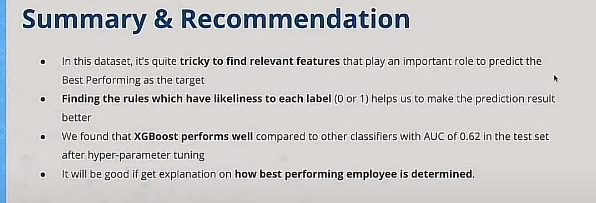 Summary & Recommendation
• In this dataset, it's quite tricky to find relevant features that play an important role to predict the
Best Performing as the target
• Finding the rules which have likeliness to each label (0 or 1) helps us to make the prediction result
better
• We found that XGBoost performs well compared to other classifiers with AUC of 0.62 in the test set
after hyper-parameter tuning
• It will be good if get explanation on how best performing employee is determined.